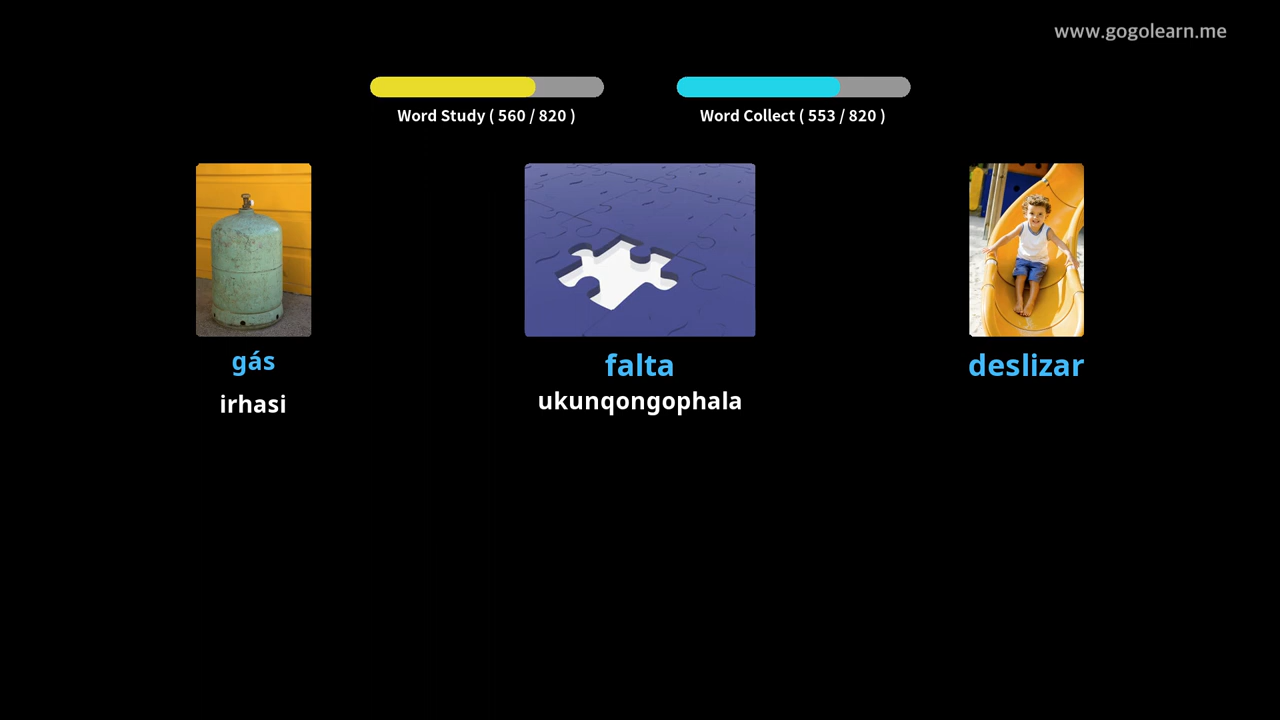 www.gogolearn.me
Word Study ( 560 / 820 )
Word Collect ( 553 / 820 )
gás
falta
deslizar
irhasi
ukunqongophala